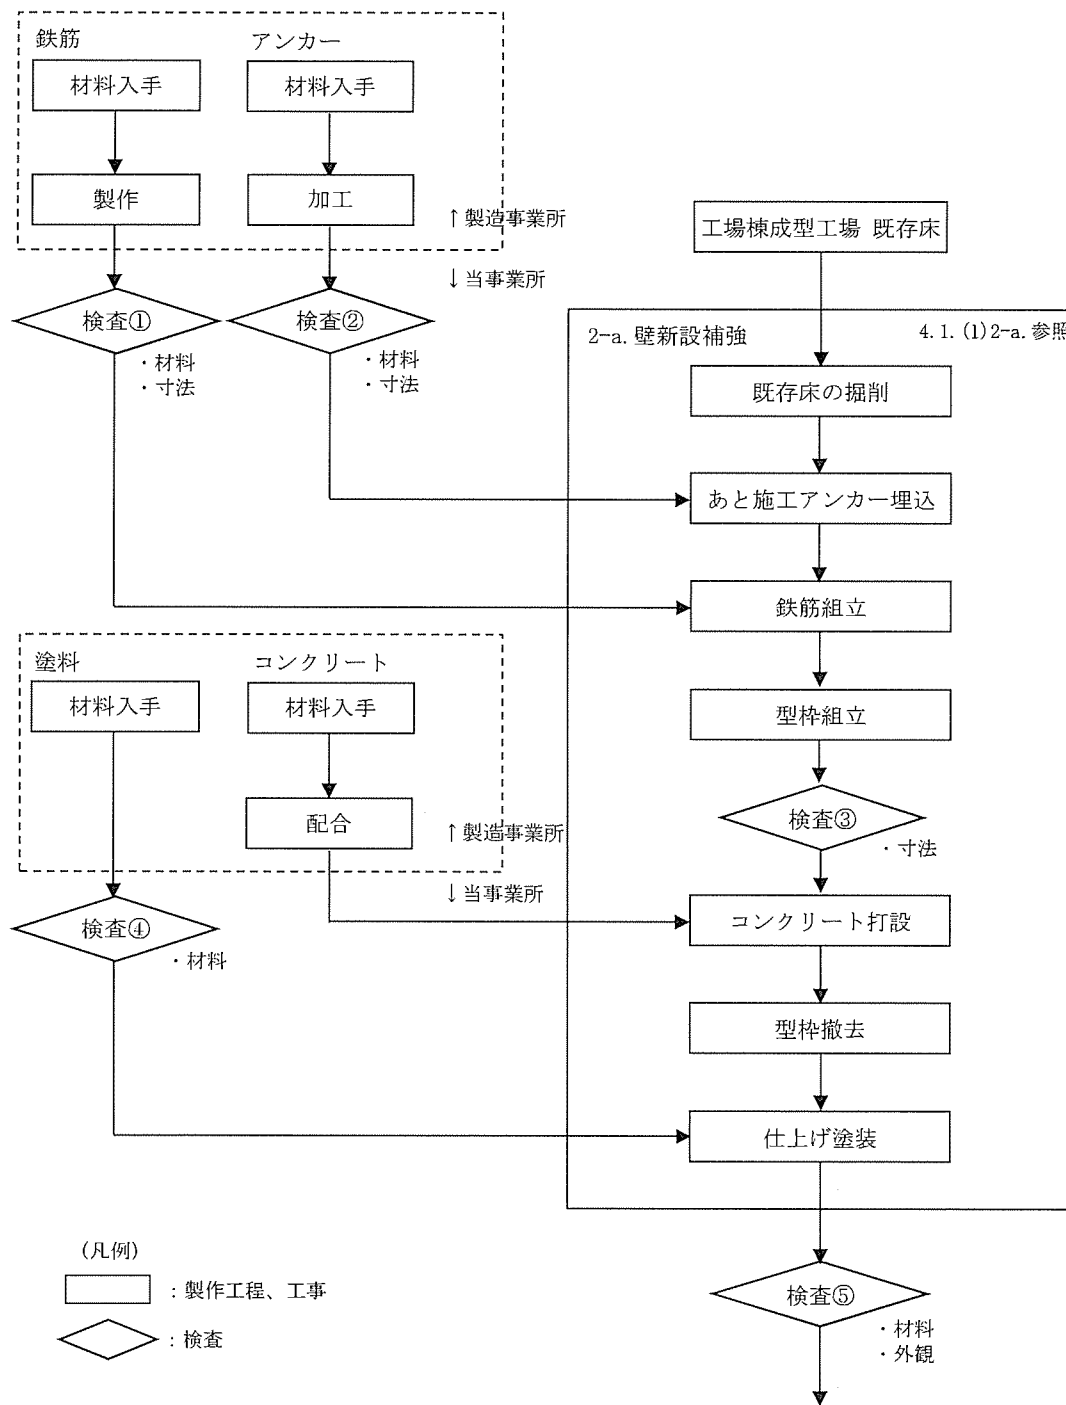 鉄筋
アンカー
材料入手
材料入手
製作
加工
↑製造事業所
↓当事業所
検査①
・材料
・寸法
検査②
・材料
・寸法
工場棟成型工場 既存床
2-a.壁新設補強
4.1.(1)2-a.参照
既存床の掘削
あと施工アンカー埋込
鉄筋組立
型枠組立
検査③
・寸法
塗料
コンクリート
材料入手
材料入手
配合
↑製造事業所
↓当事業所
検査④
・材料
コンクリート打設
型枠撤去
仕上げ塗装
検査⑤
・材料
・外観
(凡例)
：製作工程、工事
：検査